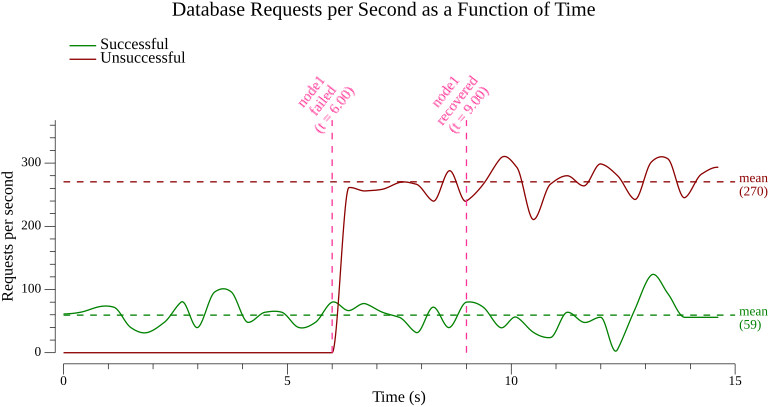 Database Requests per Second as a Function of Time
Successful
Unsuccessful
node1
failed
(t = 6.00)
node1
recovered
(t = 9.00)
Requests per second
300
200
100
0
mean
(270)
mean
(59)
0
5
10
15
Time (s)